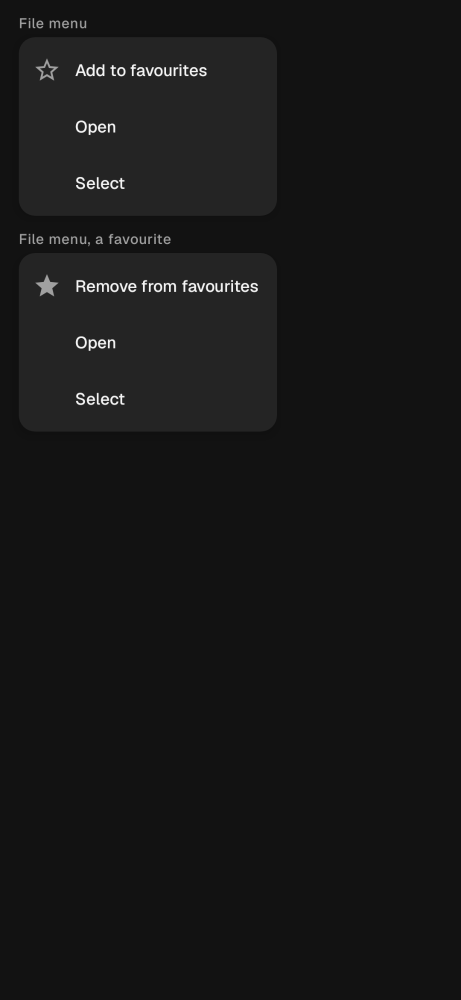 File menu
Add to favourites
Open
Select
File menu, a favourite
Remove from favourites
Open
Select